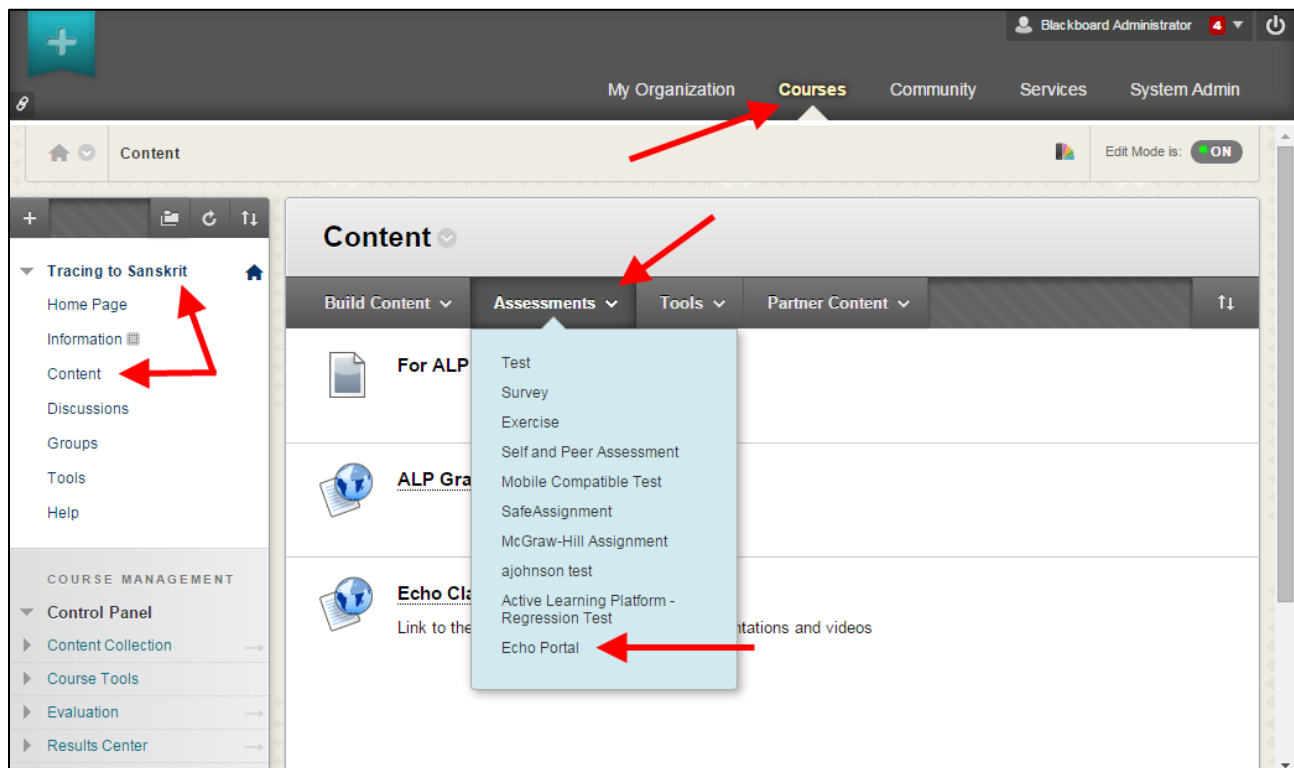 Blackboard Administrator 4
My Organization Courses Community Services System Admin
Content
Edit Mode is: ON
Tracing to Sanskrit
Home Page
Information
Content
Discussions
Groups
Tools
Help
COURSE MANAGEMENT
Control Panel
Content Collection
Course Tools
Evaluation
Results Center
Content
Build Content Assessments Tools Partner Content
For ALP
ALP Gra
Echo Cla
Link to the
ntations and videos
Test
Survey
Exercise
Self and Peer Assessment
Mobile Compatible Test
SafeAssignment
McGraw-Hill Assignment
ajohnson test
Active Learning Platform -
Regression Test
Echo Portal